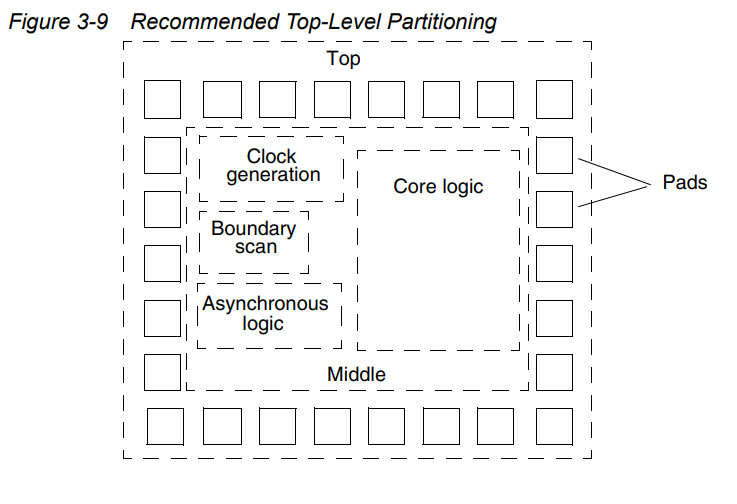 Figure 3-9 Recommended Top-Level Partitioning
Top
Clock
generation
Core logic
Pads
Boundary
scan
Asynchronous
logic
Middle